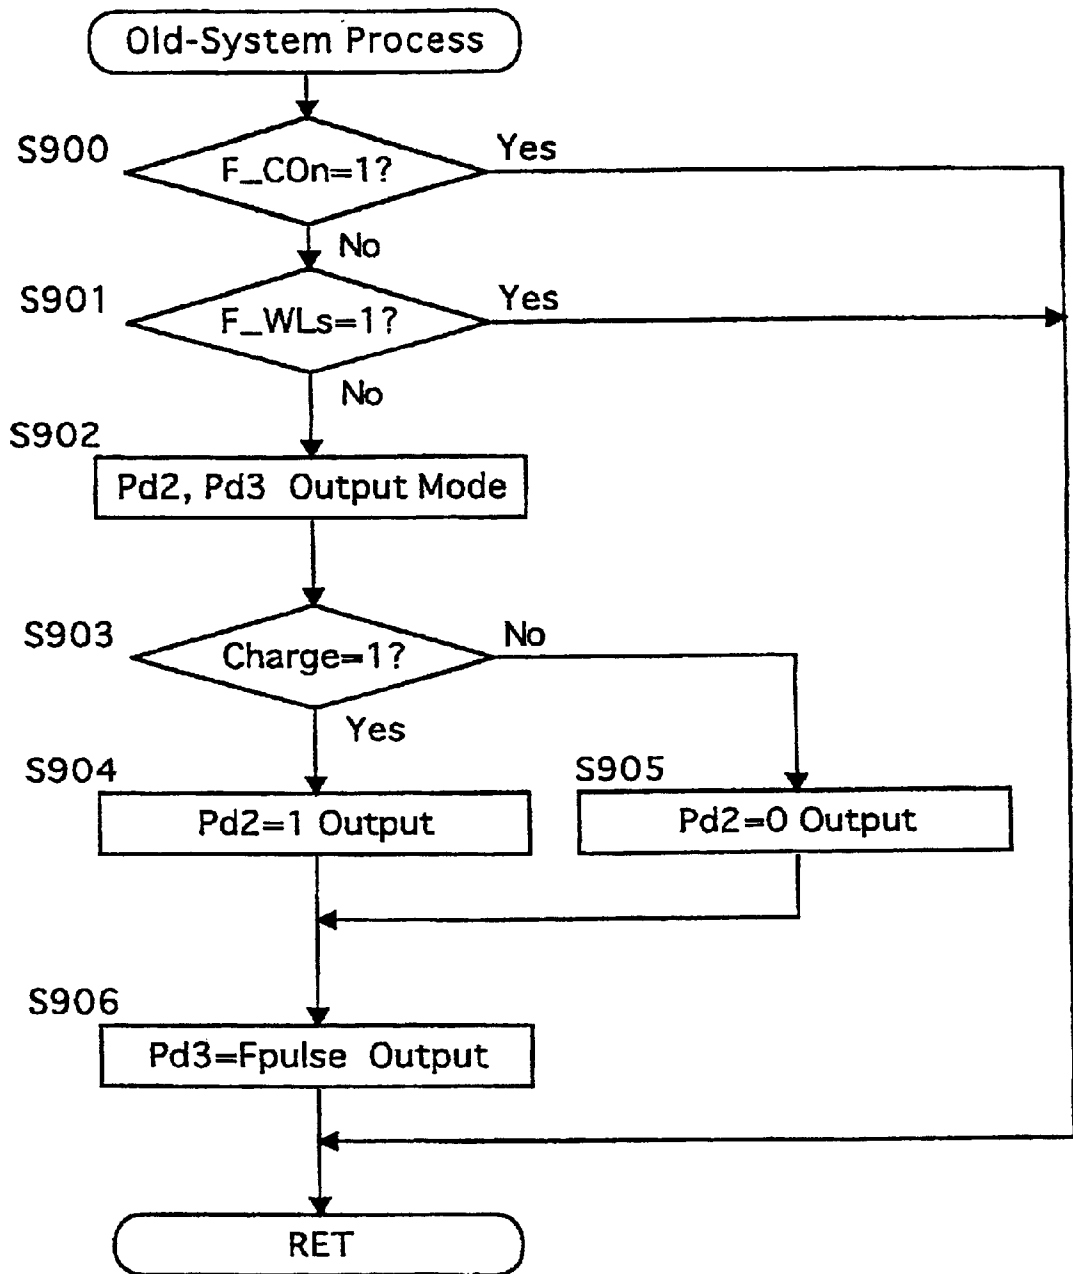 Old-System Process
S900
F_COn=1?
Yes
No
S901
F_WLs=1?
Yes
No
S902
Pd2, Pd3 Output Mode
S903
Charge=1?
No
Yes
S904
Pd2=1 Output
S905
Pd2=0 Output
S906
Pd3=Fpulse Output
RET